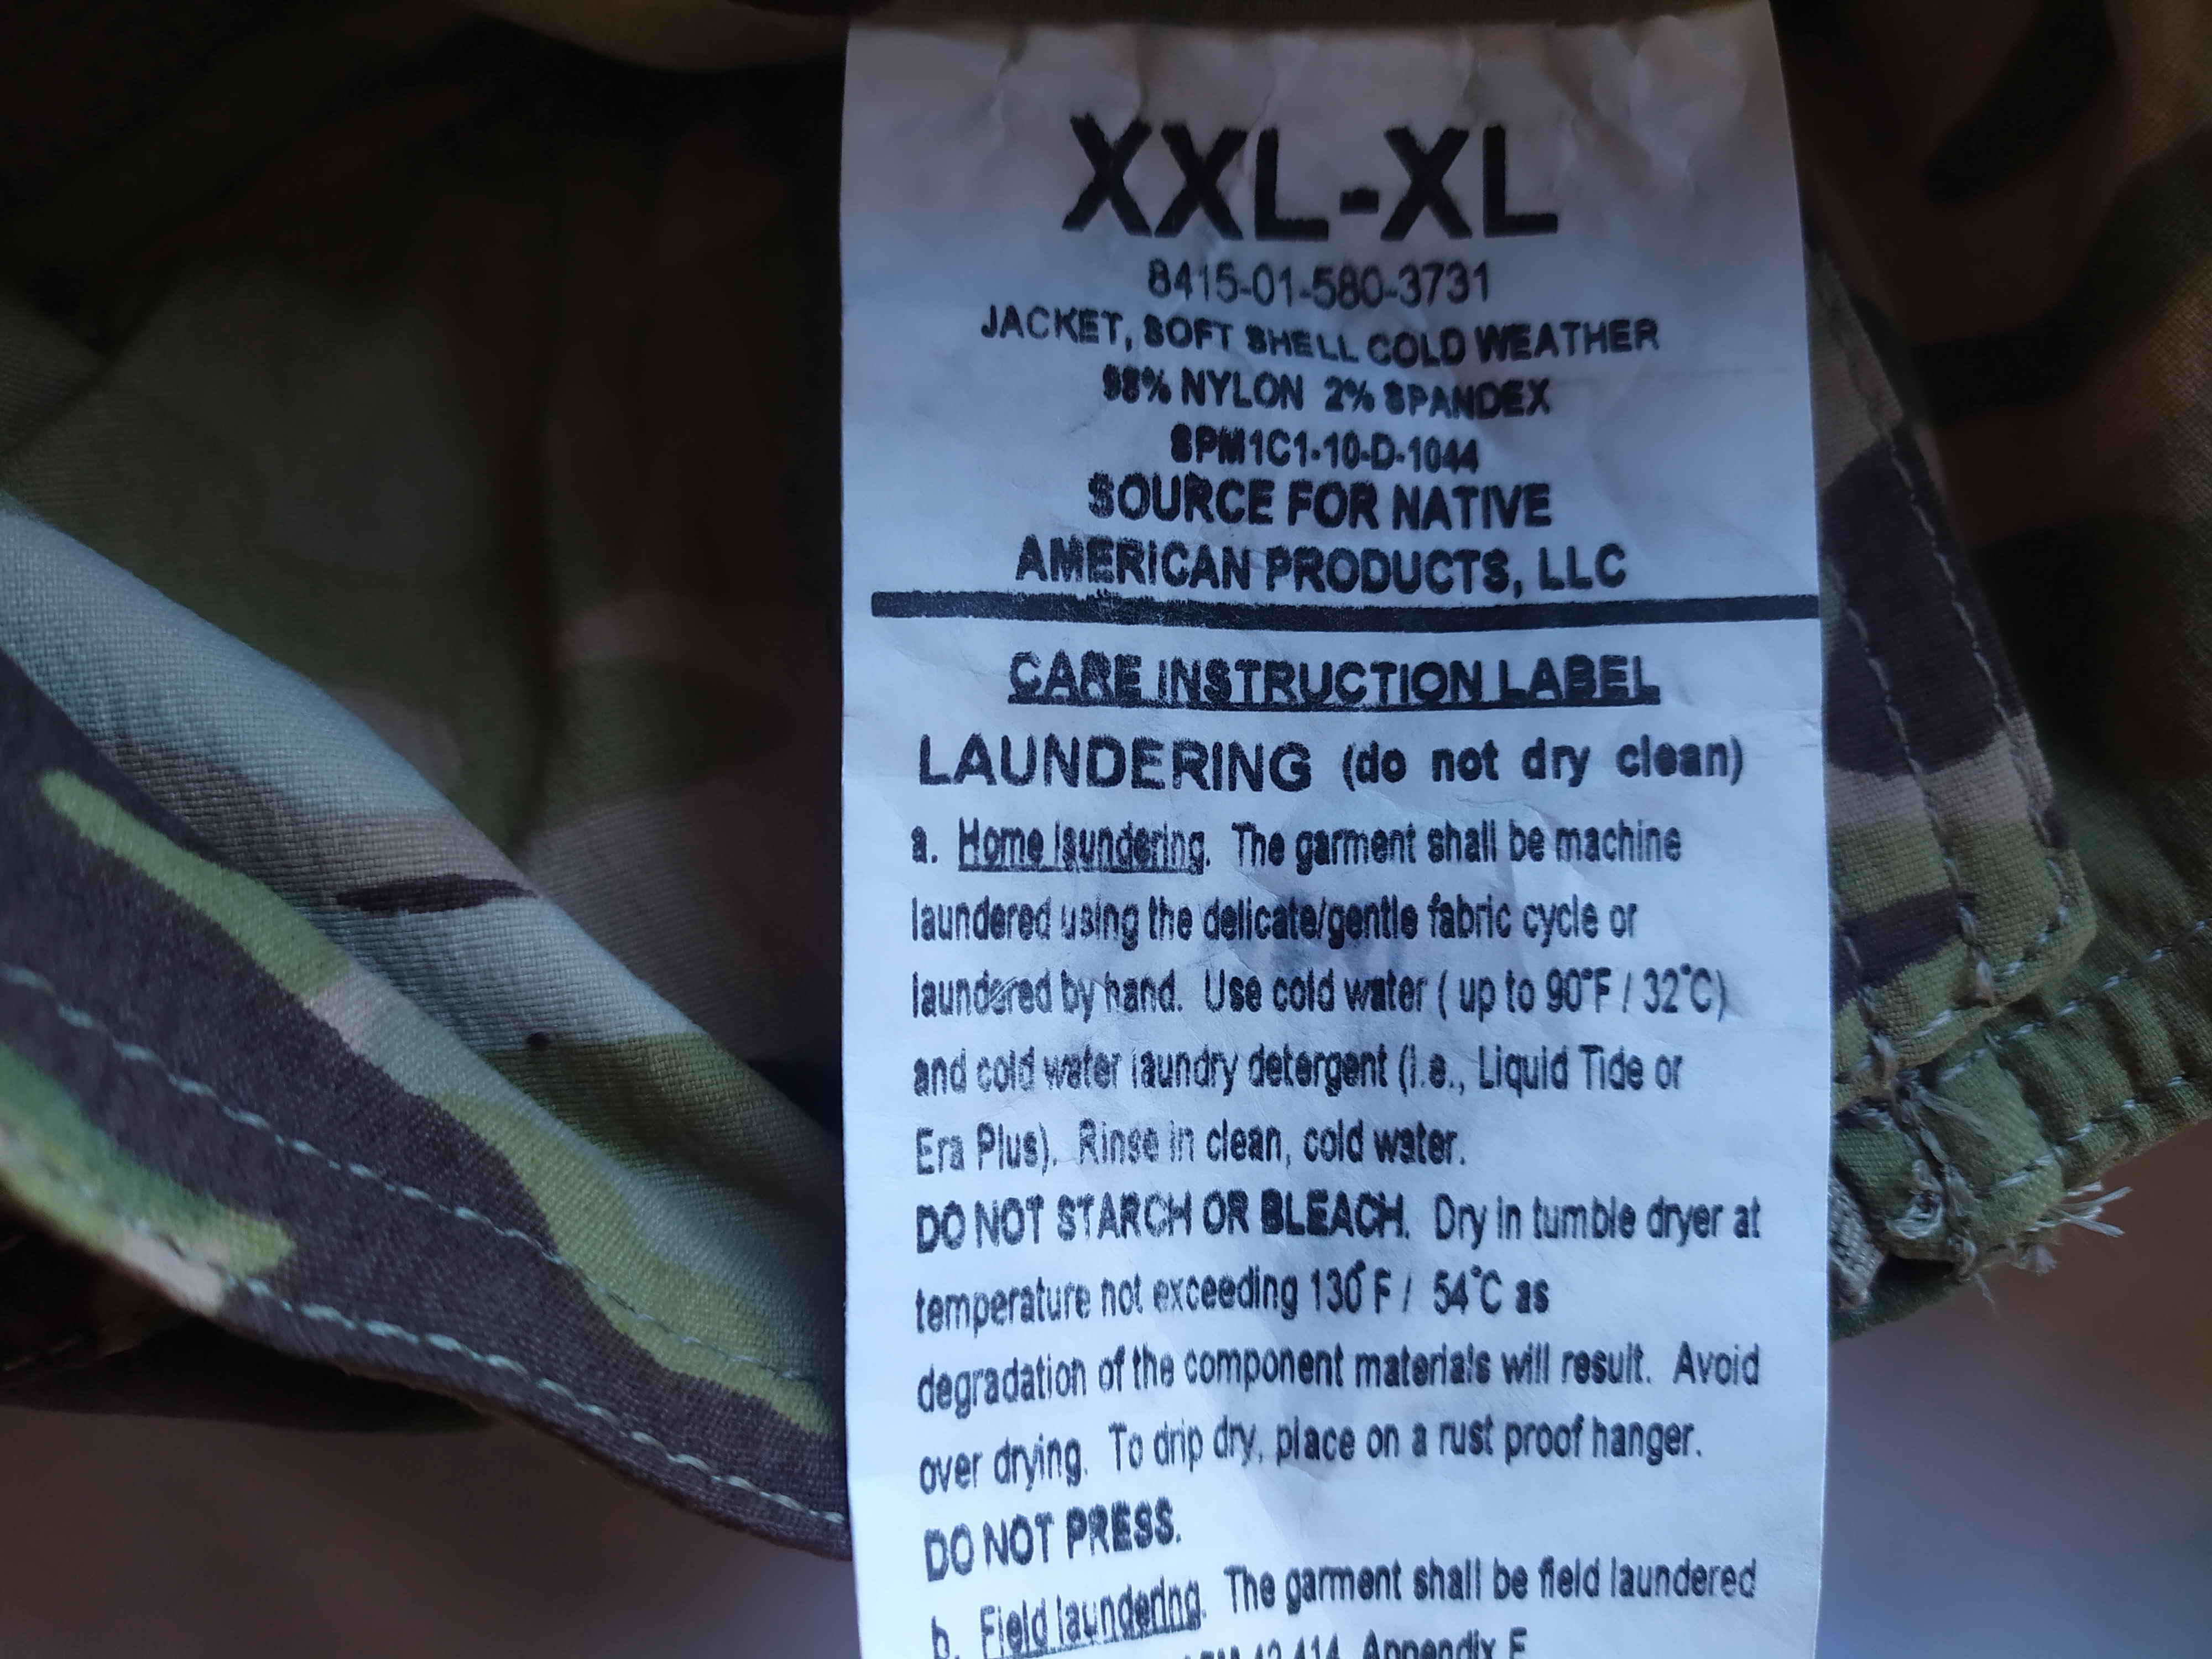 XXL-XL
8415-01-580-3731
JACKET, SOFT SHELL COLD WEATHER
98% NYLON 2% SPANDEX
SPM1C1-10-D-1044
SOURCE FOR NATIVE
AMERICAN PRODUCTS, LLC
CARE INSTRUCTION LABEL
LAUNDERING (do not dry clean)
a. Home laundering. The garment shall be machine
laundered using the delicate/gentle fabric cycle or
laundered by hand. Use cold water ( up to 90°F / 32°C)
and cold water laundry detergent (i.e., Liquid Tide or
Era Plus). Rinse in clean, cold water.
DO NOT STARCH OR BLEACH. Dry in tumble dryer at
temperature not exceeding 130°F / 54°C as
degradation of the component materials will result. Avoid
over drying. To drip dry, place on a rust proof hanger.
DO NOT PRESS.
b. Field laundering. The garment shall be field laundered
42-414, Appendix E